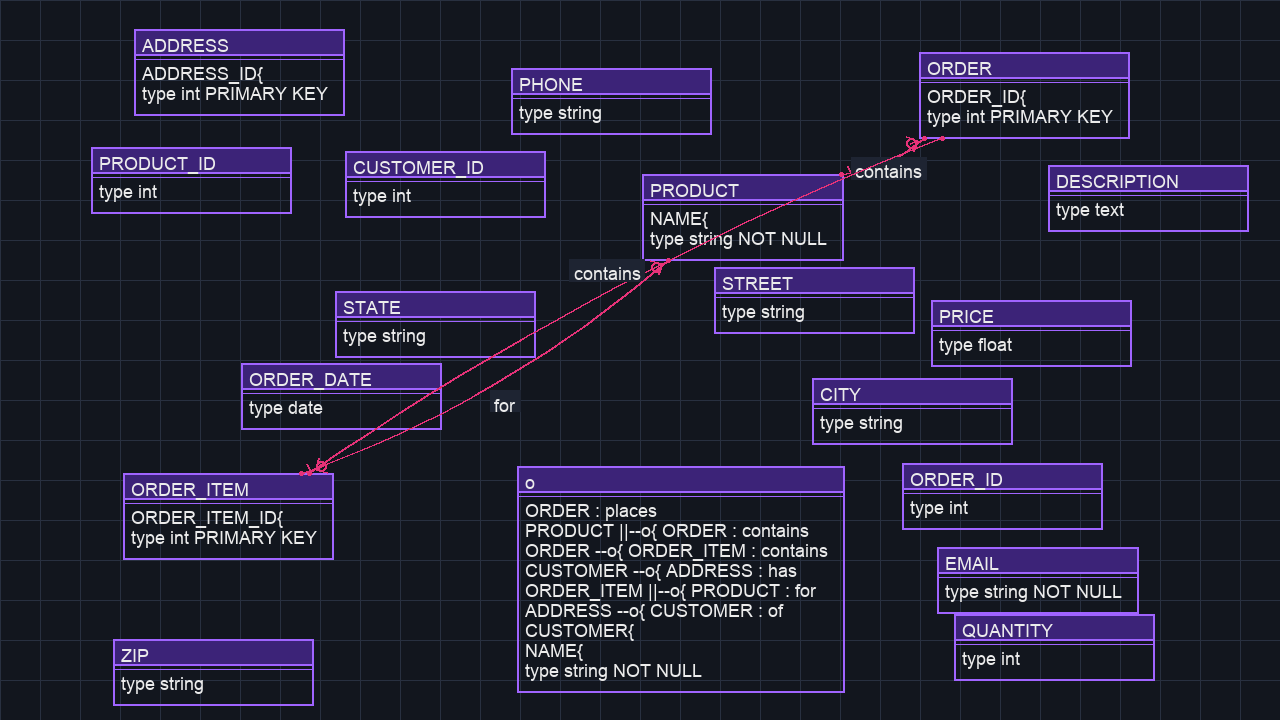 ADDRESS
ADDRESS_ID{
type int PRIMARY KEY
PHONE
type string
ORDER
ORDER_ID{
type int PRIMARY KEY
contains
PRODUCT_ID
type int
CUSTOMER_ID
type int
PRODUCT
NAME{
type string NOT NULL
DESCRIPTION
type text
contains
STREET
type string
STATE
type string
PRICE
type float
ORDER_DATE
type date
for
CITY
type string
ORDER_ITEM
ORDER_ITEM_ID{
type int PRIMARY KEY
o
ORDER : places
PRODUCT ||--o{ ORDER : contains
ORDER --o{ ORDER_ITEM : contains
CUSTOMER --o{ ADDRESS : has
ORDER_ITEM ||--o{ PRODUCT : for
ADDRESS --o{ CUSTOMER : of
CUSTOMER{
NAME{
type string NOT NULL
ORDER_ID
type int
EMAIL
type string NOT NULL
QUANTITY
type int
ZIP
type string